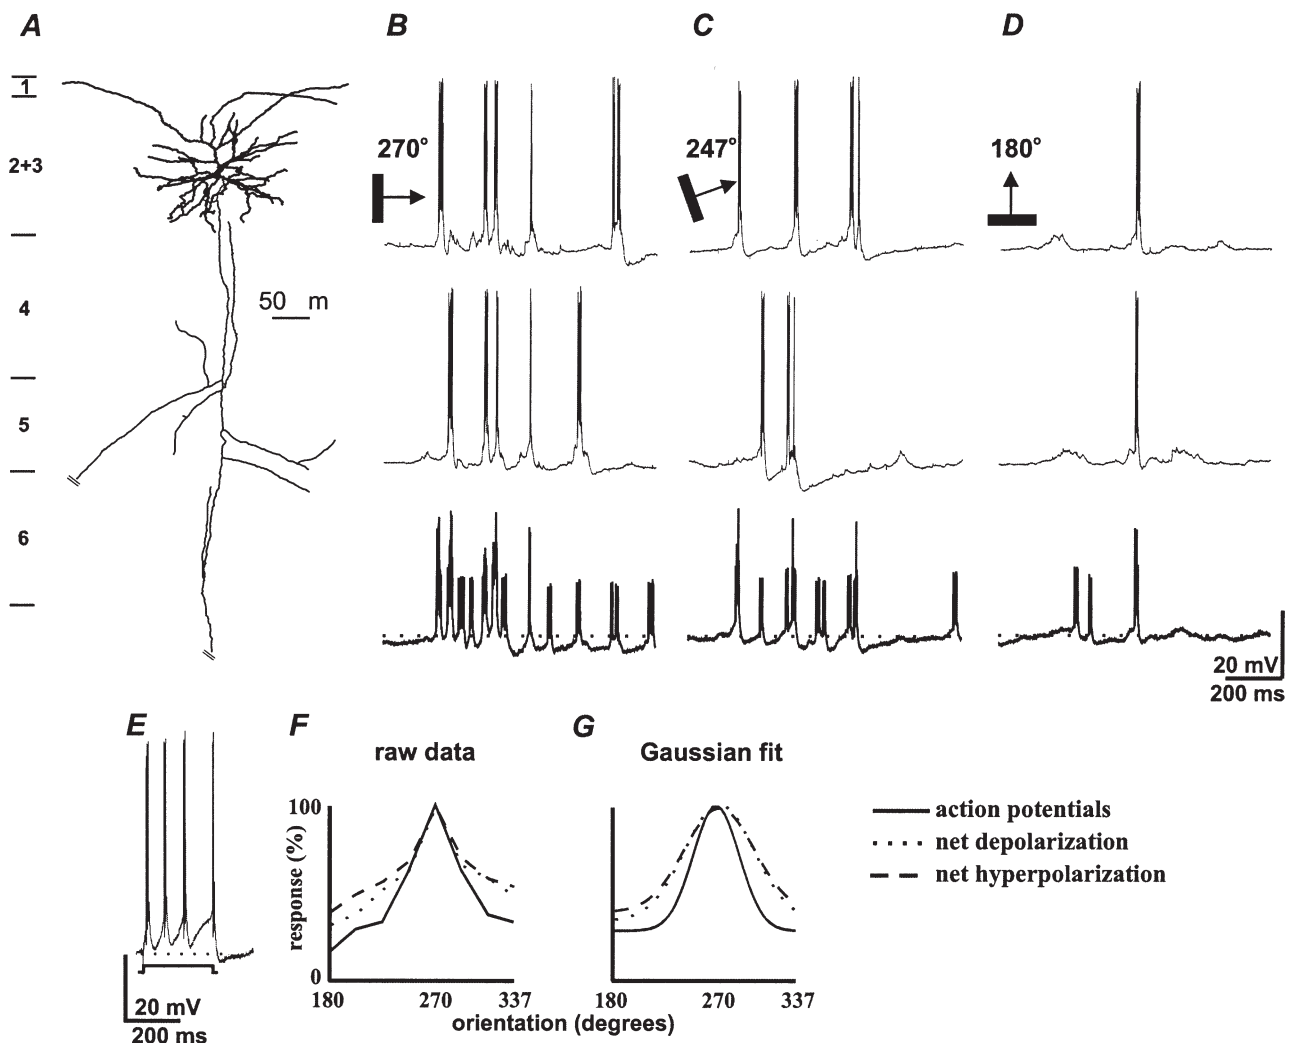 A
B
C
D
1
2+3
4
5
6
50 m
270°
247°
180°
20 mV
200 ms
E
20 mV
200 ms
F
raw data
response (%)
100
0
180 270 337
G
Gaussian fit
180 270 337
orientation (degrees)
action potentials
net depolarization
net hyperpolarization